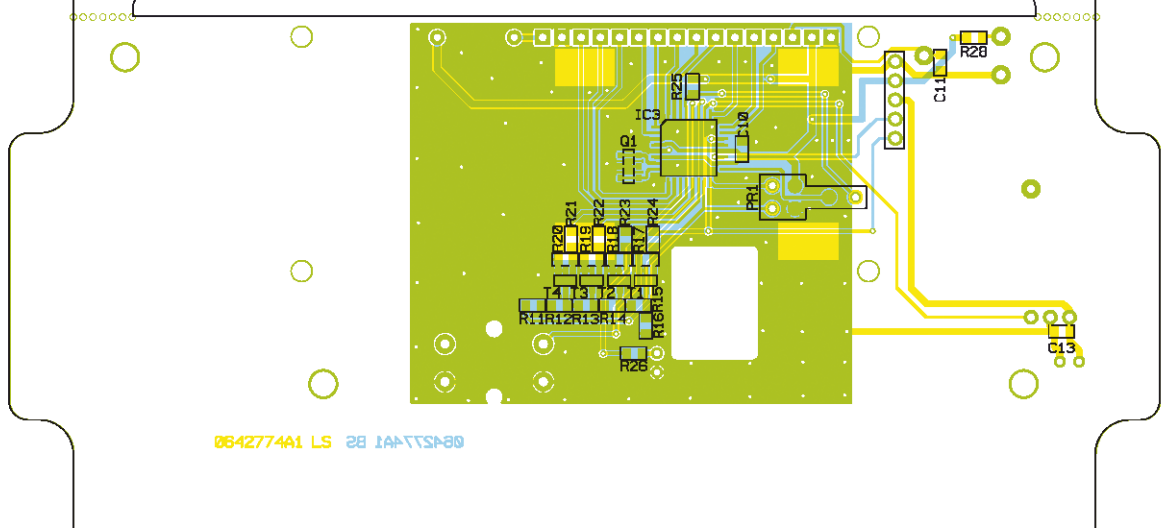 R28
C11
R25
IC3
C10
Q1
PR1
R21 R22 R23 R24
R20 R19 R18 R17
T4 T3 T2 T1 R15
R11 R12 R13 R14 R16
R26
C13
0642774A1 LS 0642774A1 BS